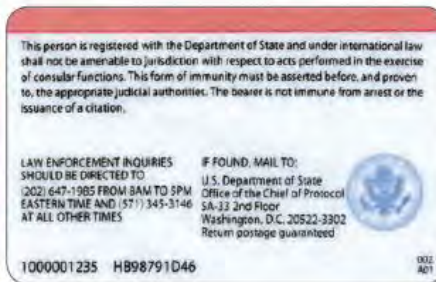 This person is registered with the Department of State and under international law
shall not be amenable to jurisdiction with respect to acts performed in the exercise
of consular functions. This form of immunity must be asserted before, and proven
to, the appropriate judicial authorities. The bearer is not immune from arrest or the
issuance of a citation.
LAW ENFORCEMENT INQUIRIES
SHOULD BE DIRECTED TO
(202) 647-1985 FROM 8AM TO 5PM
EASTERN TIME AND (571) 345-3146
AT ALL OTHER TIMES
IF FOUND, MAIL TO:
U.S. Department of State
Office of the Chief of Protocol
SA-33 2nd Floor
Washington, D.C. 20522-3302
Return postage guaranteed
1000001235 HB98791D46
002
A01